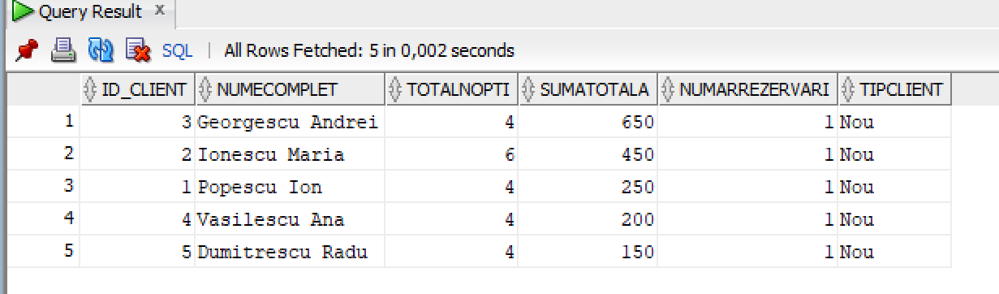 Query Result x
SQL | All Rows Fetched: 5 in 0,002 seconds
ID_CLIENT NUMECOMPLET TOTALNOPTI SUMATOTALA NUMARREZERVARI TIPCLIENT
1 3 Georgescu Andrei 4 650 1 Nou
2 2 Ionescu Maria 6 450 1 Nou
3 1 Popescu Ion 4 250 1 Nou
4 4 Vasilescu Ana 4 200 1 Nou
5 5 Dumitrescu Radu 4 150 1 Nou